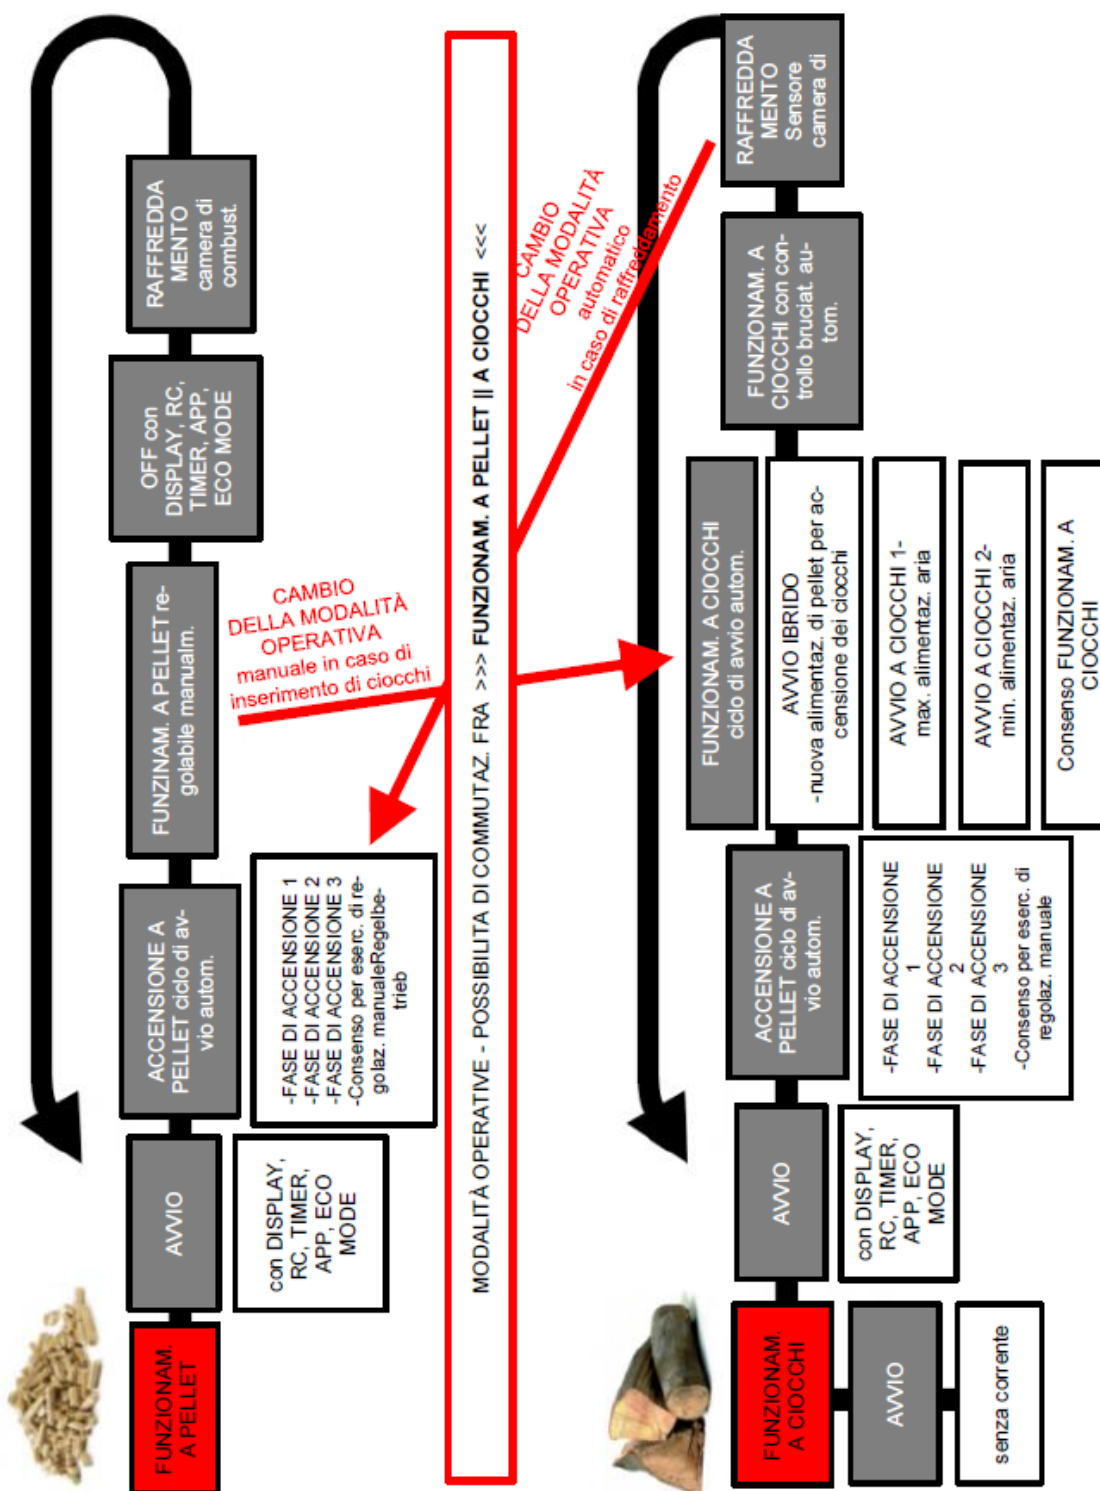 FUNZIONAM.
A PELLET
AVVIO
con DISPLAY,
RC, TIMER,
APP, ECO
MODE
ACCENSIONE A
PELLET ciclo di av-
vio autom.
-FASE DI ACCENSIONE 1
-FASE DI ACCENSIONE 2
-FASE DI ACCENSIONE 3
-Consenso per eserc. di re-
golaz. manualeRegelbe-
trieb
FUNZINAM. A PELLET re-
golabile manualm.
OFF con
DISPLAY, RC,
TIMER, APP,
ECO MODE
RAFFREDDA
MENTO
camera di
combust.
CAMBIO
DELLA MODALITÀ
OPERATIVA
manuale in caso di
inserimento di ciocchi
MODALITÀ OPERATIVE - POSSIBILITA DI COMMUTAZ. FRA >>> FUNZIONAM. A PELLET || A CIOCCHI <<<
CAMBIO
DELLA MODALITÀ
OPERATIVA
automatico
in caso di raffreddamento
FUNZIONAM.
A CIOCCHI
AVVIO
senza corrente
AVVIO
con DISPLAY,
RC, TIMER,
APP, ECO
MODE
ACCENSIONE A
PELLET ciclo di av-
vio autom.
-FASE DI ACCENSIONE
1
-FASE DI ACCENSIONE
2
-FASE DI ACCENSIONE
3
-Consenso per eserc. di
regolaz. manuale
FUNZIONAM. A CIOCCHI
ciclo di avvio autom.
AVVIO IBRIDO
-nuova alimentaz. di pellet per ac-
censione dei ciocchi
AVVIO A CIOCCHI 1-
max. alimentaz. aria
AVVIO A CIOCCHI 2-
min. alimentaz. aria
Consenso FUNZIONAM. A
CIOCCHI
FUNZIONAM. A
CIOCCHI con con-
trollo bruciat. au-
tom.
RAFFREDDA
MENTO
Sensore
camera di